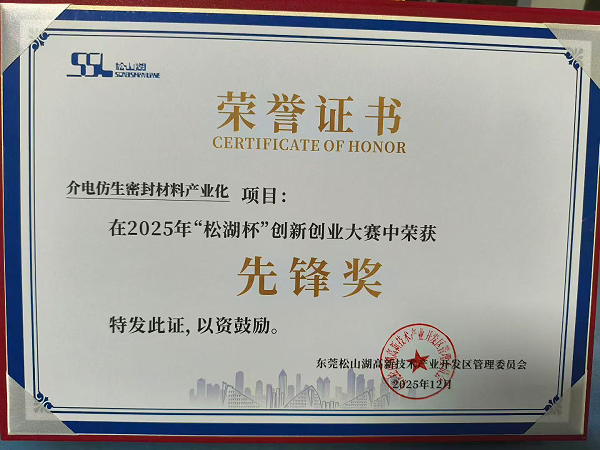 SSL 松山湖
SONGSHAN LAKE
荣誉证书
CERTIFICATE OF HONOR
介电仿生密封材料产业化 项目：
在2025年“松湖杯”创新创业大赛中荣获
先锋奖
特发此证，以资鼓励。
东莞松山湖高新技术产业开发区管理委员会
2025年12月